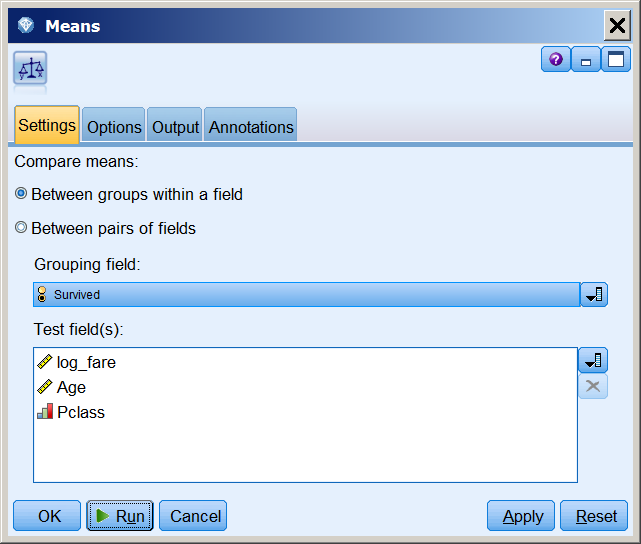 Means
Settings Options Output Annotations
Compare means:
Between groups within a field
Between pairs of fields
Grouping field:
Survived
Test field(s):
log_fare
Age
Pclass
OK Run Cancel Apply Reset